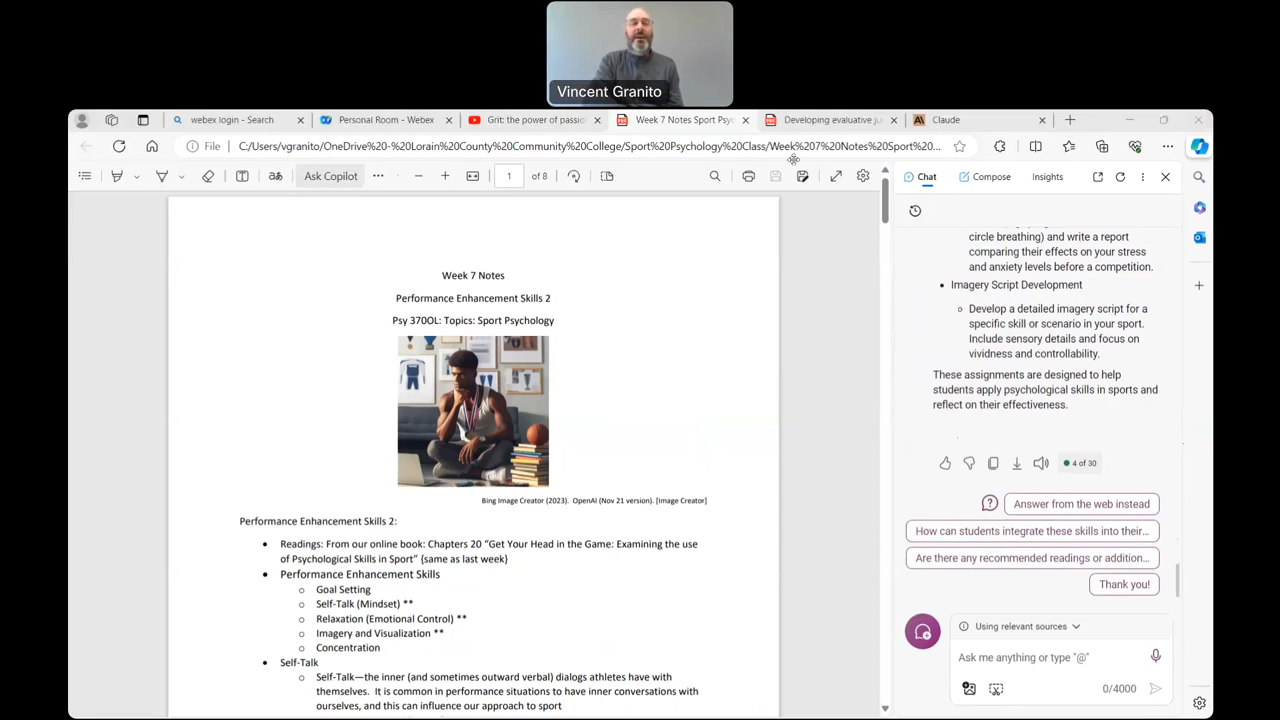 Vincent Granito
webex login - Search
Personal Room - Webex
Grit: the power of passio
Week 7 Notes Sport Psyc
Developing evaluative ju
Claude
File
C:/Users/vgranito/OneDrive%20-%20Lorain%20County%20Community%20College/Sport%20Psychology%20Class/Week%207%20Notes%20Sport%20...
Ask Copilot
1 of 8
Chat
Compose
Insights
Week 7 Notes
Performance Enhancement Skills 2
Psy 370OL: Topics: Sport Psychology
Bing Image Creator (2023). OpenAI (Nov 21 version). [Image Creator]
Performance Enhancement Skills 2:
• Readings: From our online book: Chapters 20 “Get Your Head in the Game: Examining the use
of Psychological Skills in Sport” {same as last week}
• Performance Enhancement Skills
o Goal Setting
o Self-Talk (Mindset) **
o Relaxation (Emotional Control) **
o Imagery and Visualization **
o Concentration
• Self-Talk
o Self-Talk—the inner (and sometimes outward verbal) dialogs athletes have with
themselves. It is common in performance situations to have inner conversations with
ourselves, and this can influence our approach to sport
circle breathing) and write a report
comparing their effects on your stress
and anxiety levels before a competition.
• Imagery Script Development
o Develop a detailed imagery script for a
specific skill or scenario in your sport.
Include sensory details and focus on
vividness and controllability.
These assignments are designed to help
students apply psychological skills in sports and
reflect on their effectiveness.
4 of 30
Answer from the web instead
How can students integrate these skills into their...
Are there any recommended readings or addition...
Thank you!
Using relevant sources
Ask me anything or type "@"
0/4000